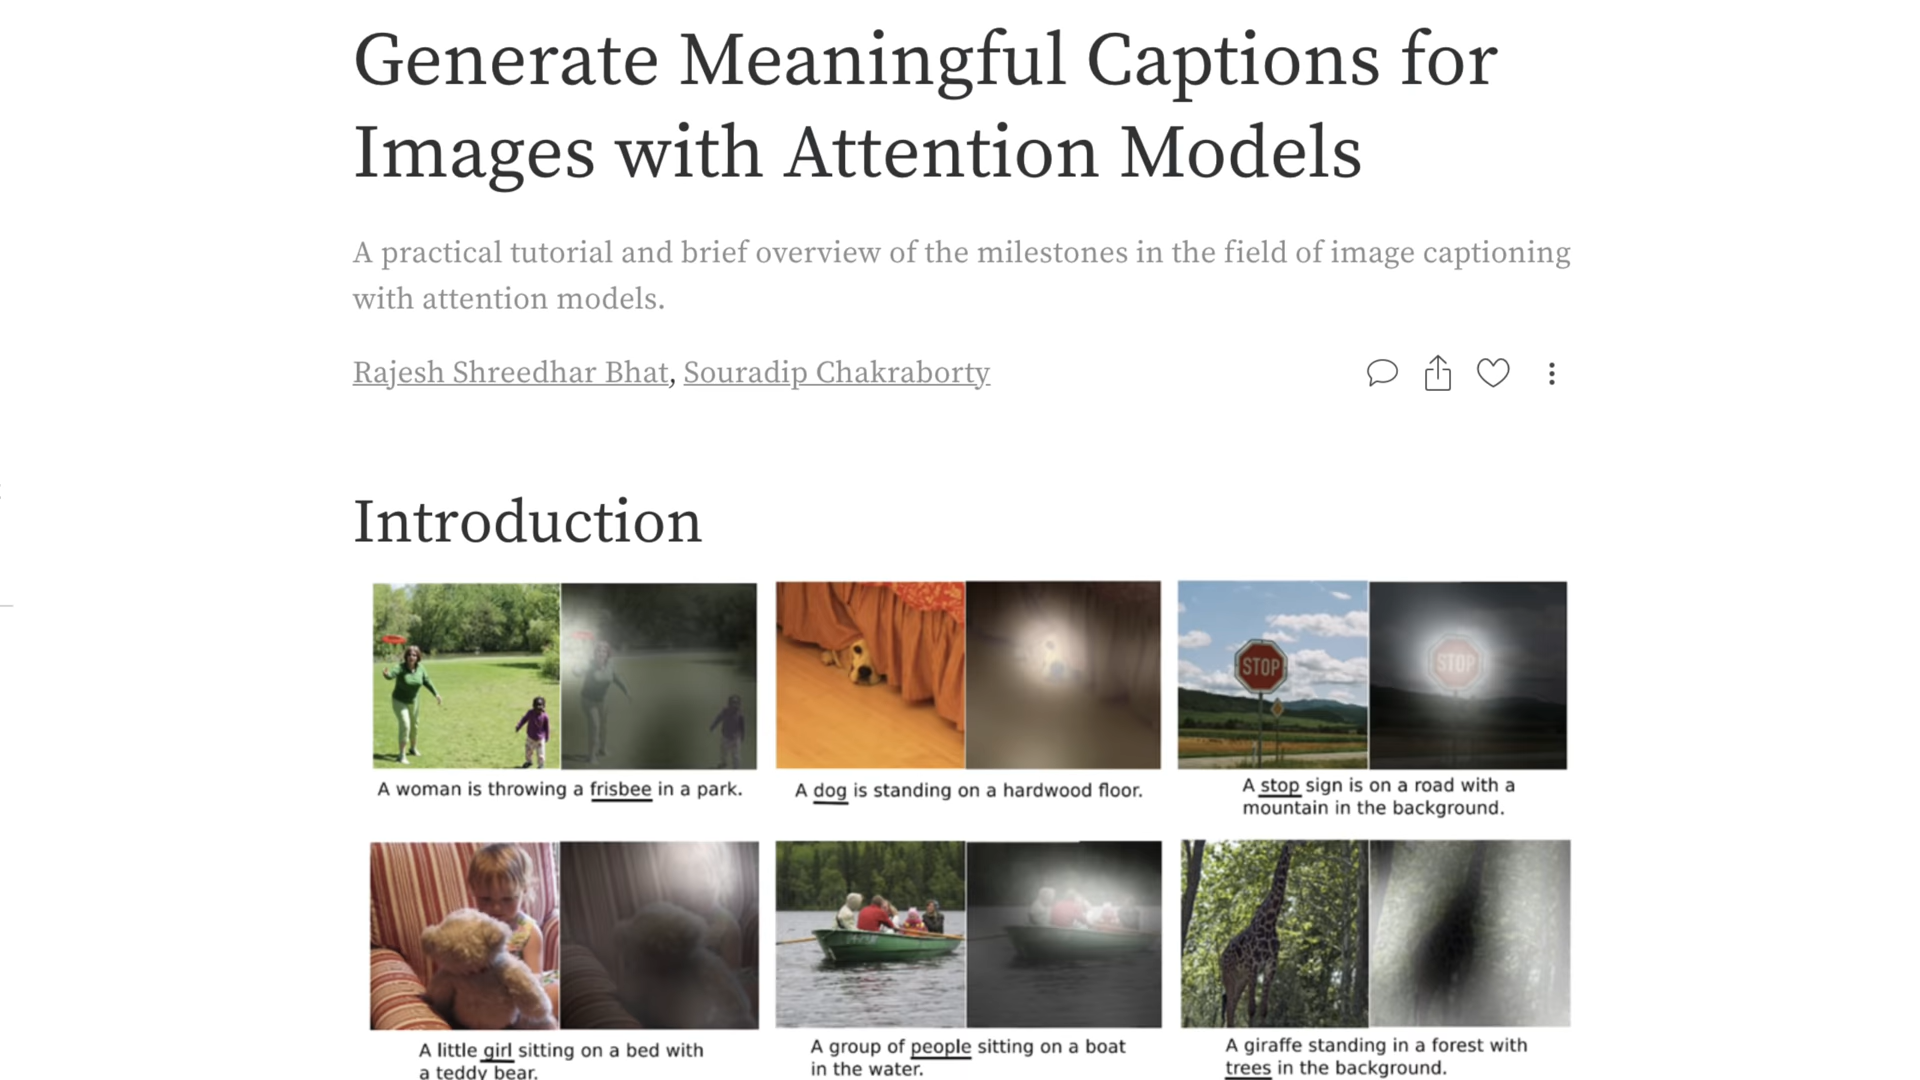 Generate Meaningful Captions for
Images with Attention Models
A practical tutorial and brief overview of the milestones in the field of image captioning
with attention models.
Rajesh Shreedhar Bhat, Souradip Chakraborty
Introduction
STOP
STOP
A woman is throwing a frisbee in a park.
A dog is standing on a hardwood floor.
A stop sign is on a road with a
mountain in the background.
A little girl sitting on a bed with
a teddy bear.
A group of people sitting on a boat
in the water.
A giraffe standing in a forest with
trees in the background.